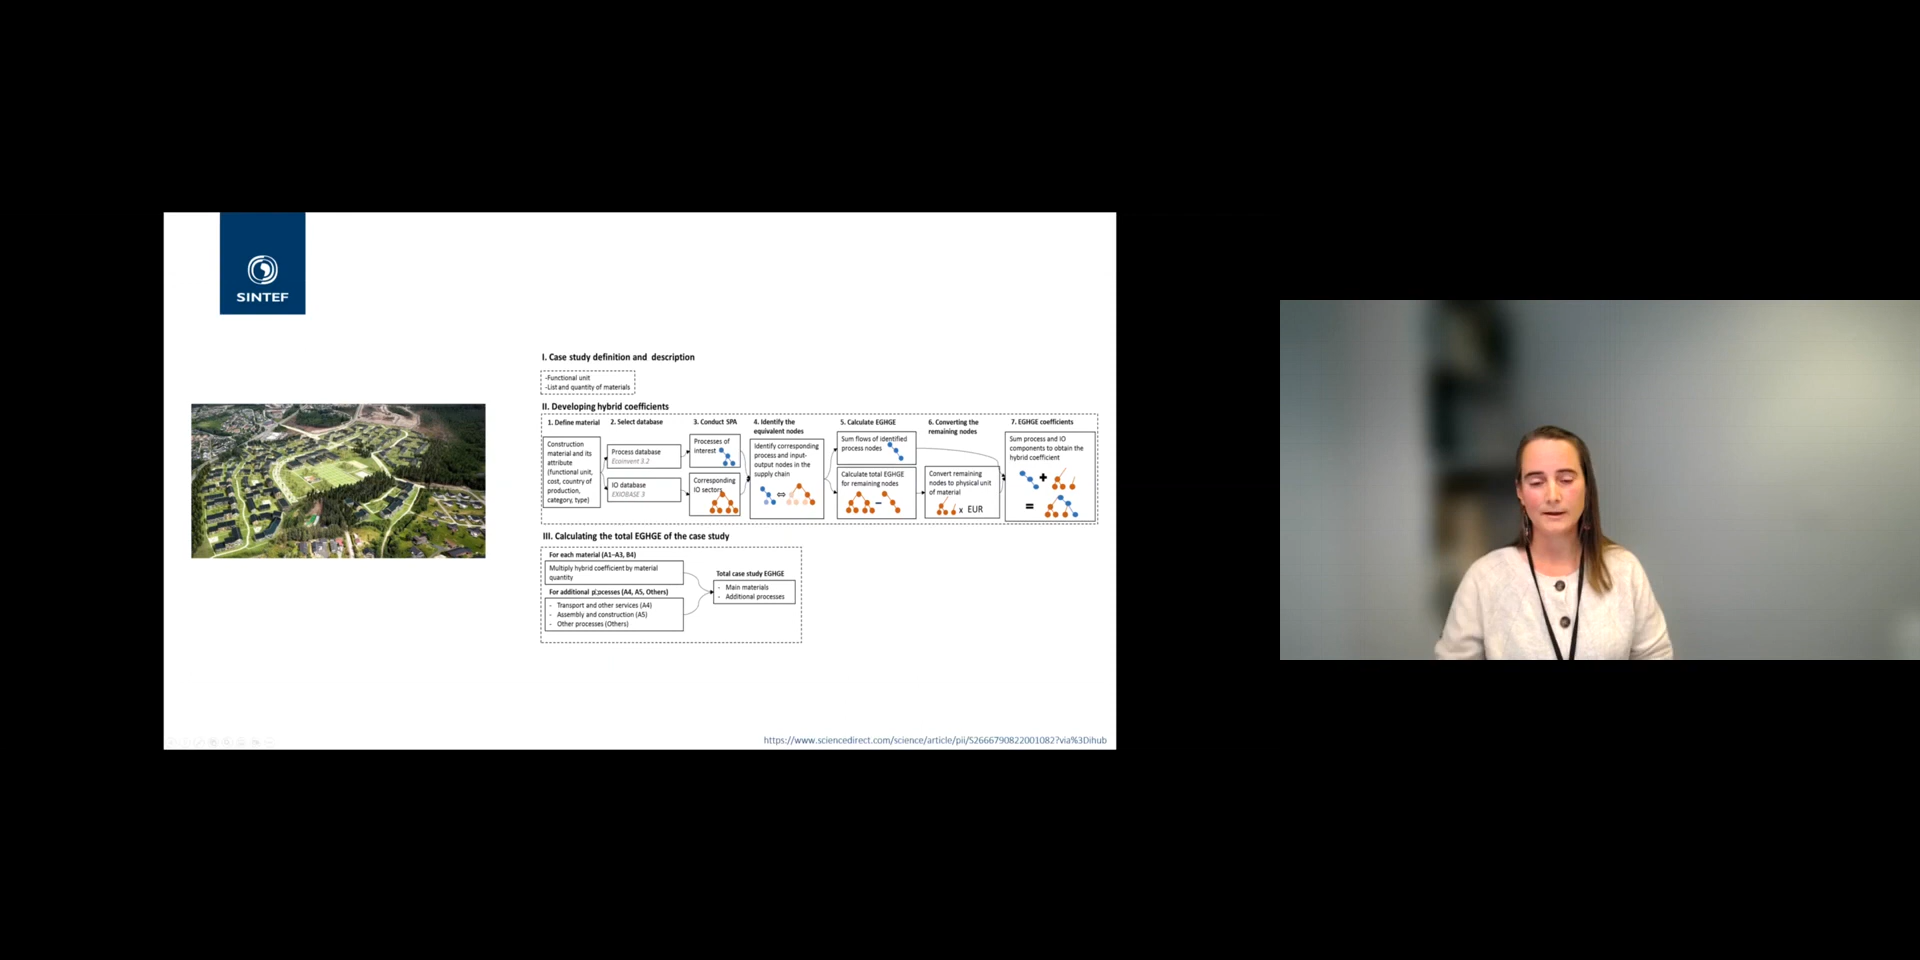 SINTEF
I. Case study definition and description
-Functional unit
-List and quantity of materials
II. Developing hybrid coefficients
1. Define material
Construction
material and its
attribute
(functional unit,
cost, country of
production,
category, type)
2. Select database
Process database
Ecoinvent 3.2
IO database
EXIOBASE 3
3. Conduct SPA
Processes of
interest
Corresponding
IO sectors
4. Identify the
equivalent nodes
Identify corresponding
process and input-
output nodes in the
supply chain
5. Calculate EGHGE
Sum flows of identified
process nodes
Calculate total EGHGE
for remaining nodes
6. Converting the
remaining nodes
Convert remaining
nodes to physical unit
of material
x EUR
7. EGHGE coefficients
Sum process and IO
components to obtain the
hybrid coefficient
+
=
III. Calculating the total EGHGE of the case study
For each material (A1–A3, B4)
Multiply hybrid coefficient by material
quantity
For additional processes (A4, A5, Others)
- Transport and other services (A4)
- Assembly and construction (A5)
- Other processes (Others)
Total case study EGHGE
- Main materials
- Additional processes
https://www.sciencedirect.com/science/article/pii/S2666790822001082?via%3Dihub